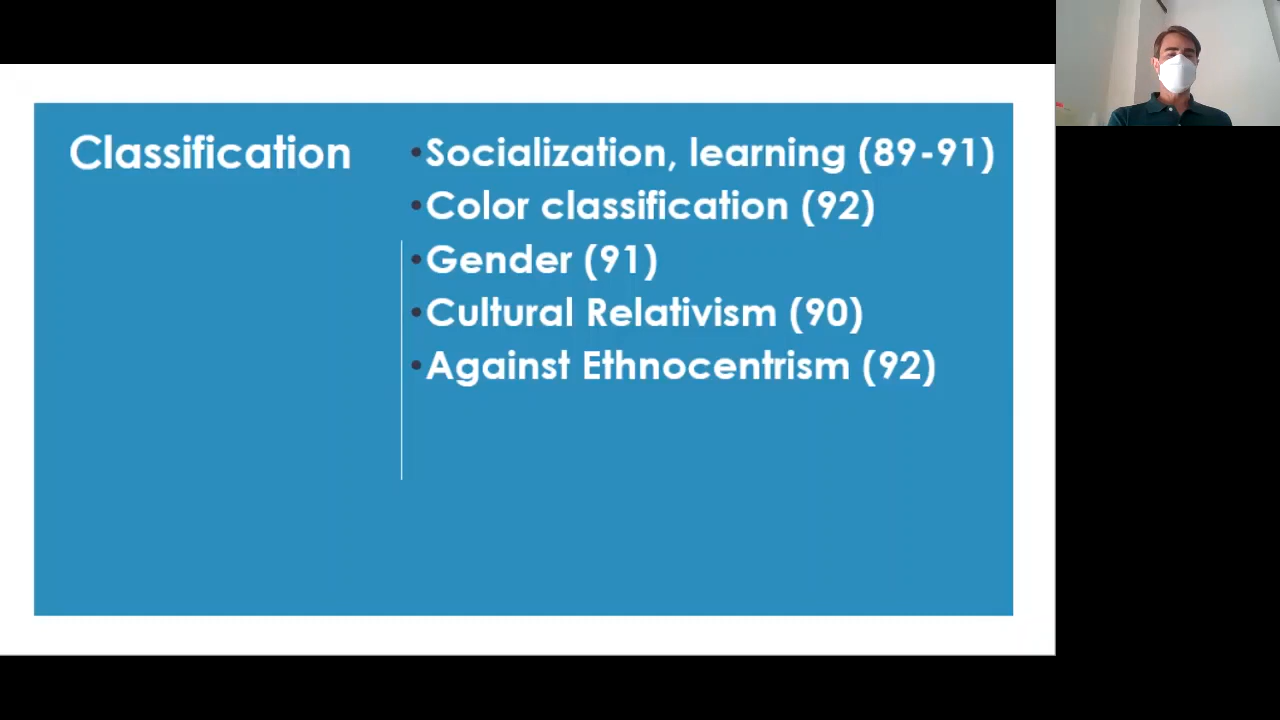 Classification
•Socialization, learning (89-91)
•Color classification (92)
•Gender (91)
•Cultural Relativism (90)
•Against Ethnocentrism (92)